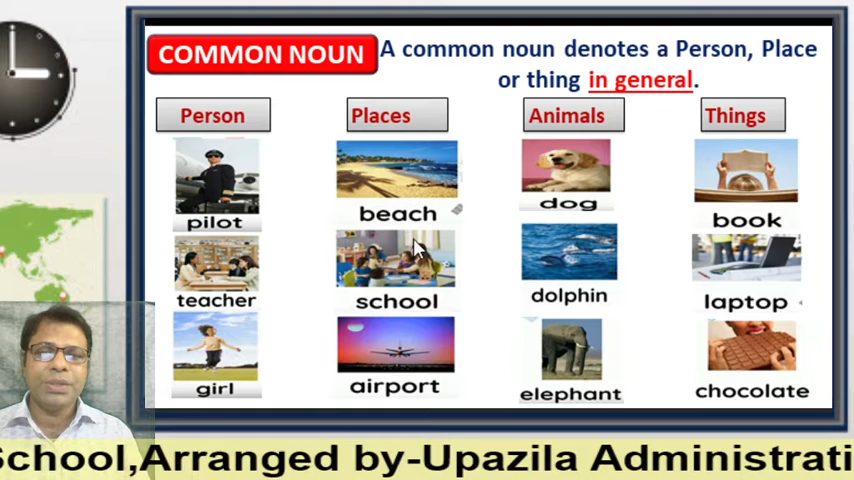 COMMON NOUN A common noun denotes a Person, Place
or thing in general.
Person Places Animals Things
pilot beach dog book
teacher school dolphin laptop
girl airport elephant chocolate
School,Arranged by-Upazila Administrati